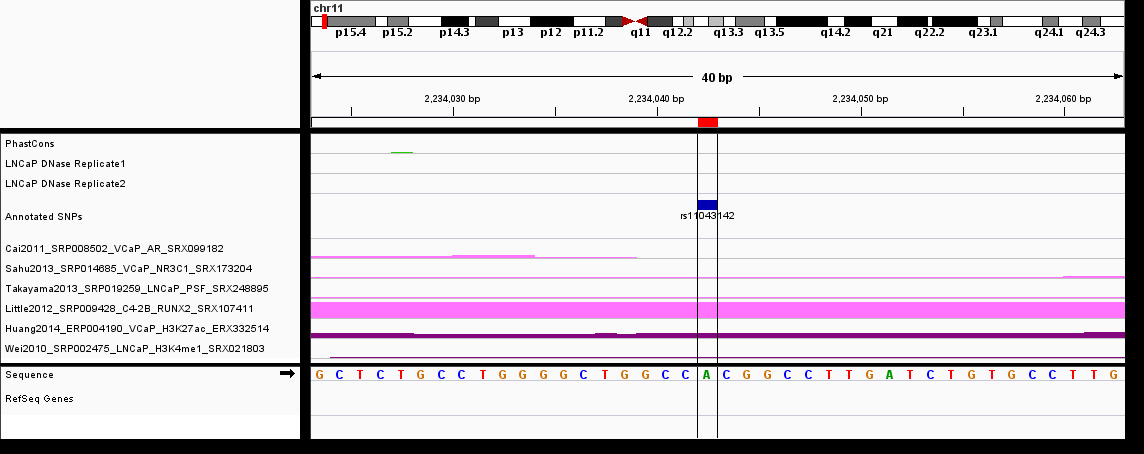 chr11
p15.4 p15.2 p14.3 p13 p12 p11.2 q11 q12.2 q13.3 q13.5 q14.2 q21 q22.2 q23.1 q24.1 q24.3
40 bp
2,234,030 bp 2,234,040 bp 2,234,050 bp 2,234,060 bp
PhastCons
LNCaP DNase Replicate1
LNCaP DNase Replicate2
Annotated SNPs
rs11043142
Cai2011_SRP008502_VCaP_AR_SRX099182
Sahu2013_SRP014685_VCaP_NR3C1_SRX173204
Takayama2013_SRP019259_LNCaP_PSF_SRX248895
Little2012_SRP009428_C4-2B_RUNX2_SRX107411
Huang2014_ERP004190_VCaP_H3K27ac_ERX332514
Wei2010_SRP002475_LNCaP_H3K4me1_SRX021803
Sequence G C T C T G C C T G G G G C T G G C C A C G G C C T T G A T C T G T G C C T T G
RefSeq Genes